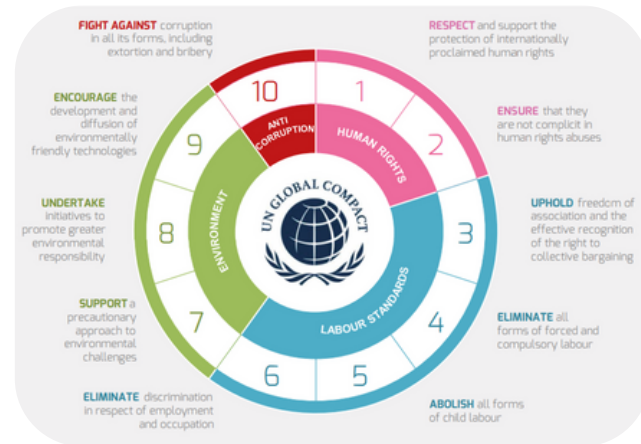 FIGHT AGAINST corruption
in all its forms, including
extortion and bribery
RESPECT and support the
protection of internationally
proclaimed human rights
ENCOURAGE the
development and
diffusion of
environmentally
friendly technologies
ENSURE that they
are not complicit in
human rights abuses
UNDERTAKE
initiatives to
promote greater
environmental
responsibility
UPHOLD freedom of
association and the
effective recognition
of the right to
collective bargaining
SUPPORT a
precautionary
approach to
environmental
challenges
ELIMINATE all
forms of forced and
compulsory labour
ELIMINATE discrimination
in respect of employment
and occupation
ABOLISH all forms
of child labour
1
2
3
4
5
6
7
8
9
10
HUMAN RIGHTS
LABOUR STANDARDS
ENVIRONMENT
ANTI
CORRUPTION
UN GLOBAL COMPACT